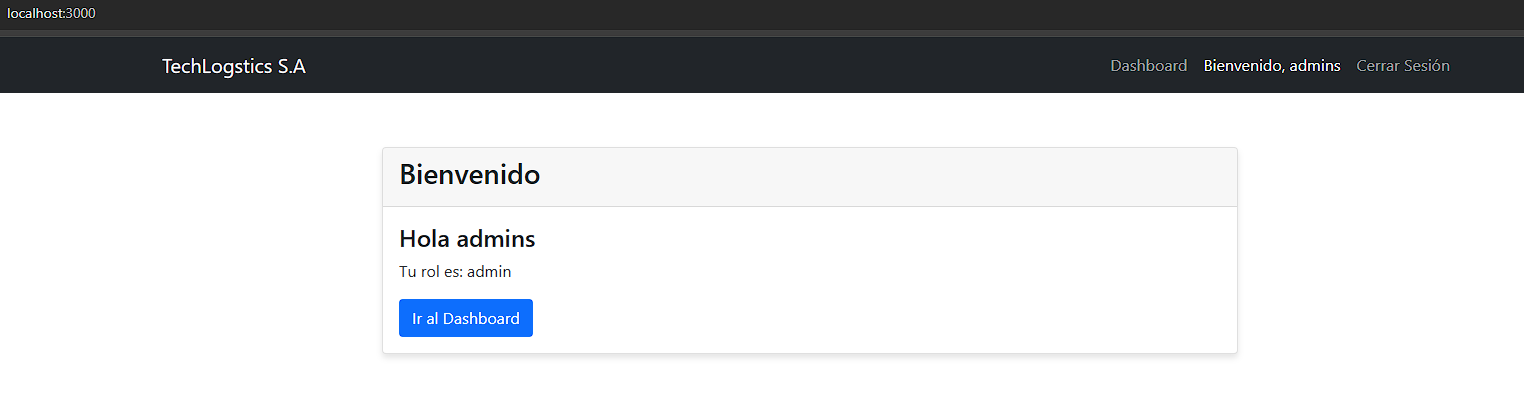 localhost:3000
TechLogstics S.A
Dashboard Bienvenido, admins Cerrar Sesión
Bienvenido
Hola admins
Tu rol es: admin
Ir al Dashboard